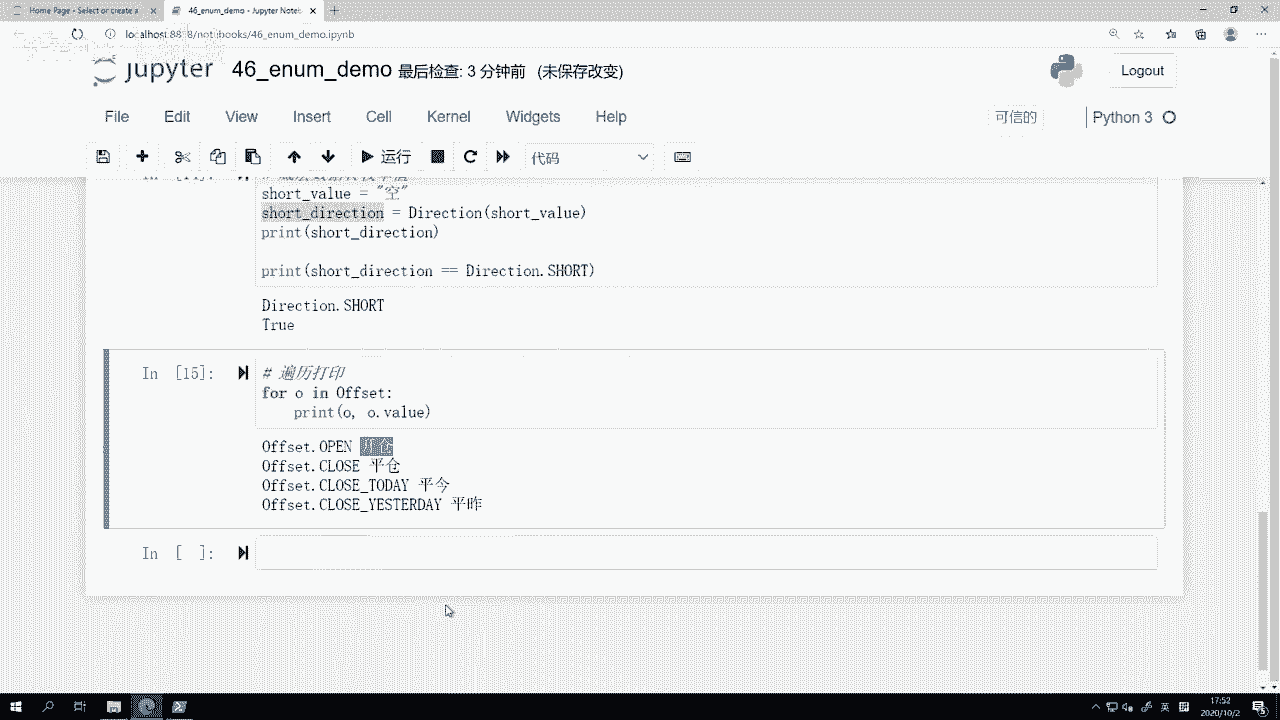 Home Page - Select or create a
46_enum_demo - Jupyter Noteb
localhost:8888/notebooks/46_enum_demo.ipynb
jupyter 46_enum_demo 最后检查: 3 分钟前 (未保存改变)
Logout
File Edit View Insert Cell Kernel Widgets Help
可信的 Python 3
运行 代码
short_value = "空"
short_direction = Direction(short_value)
print(short_direction)
print(short_direction == Direction.SHORT)
Direction.SHORT
True
In [15]:
# 遍历打印
for o in Offset:
print(o, o.value)
Offset.OPEN 开仓
Offset.CLOSE 平仓
Offset.CLOSE_TODAY 平今
Offset.CLOSE_YESTERDAY 平昨
In [ ]:
英
17:52
2020/10/2